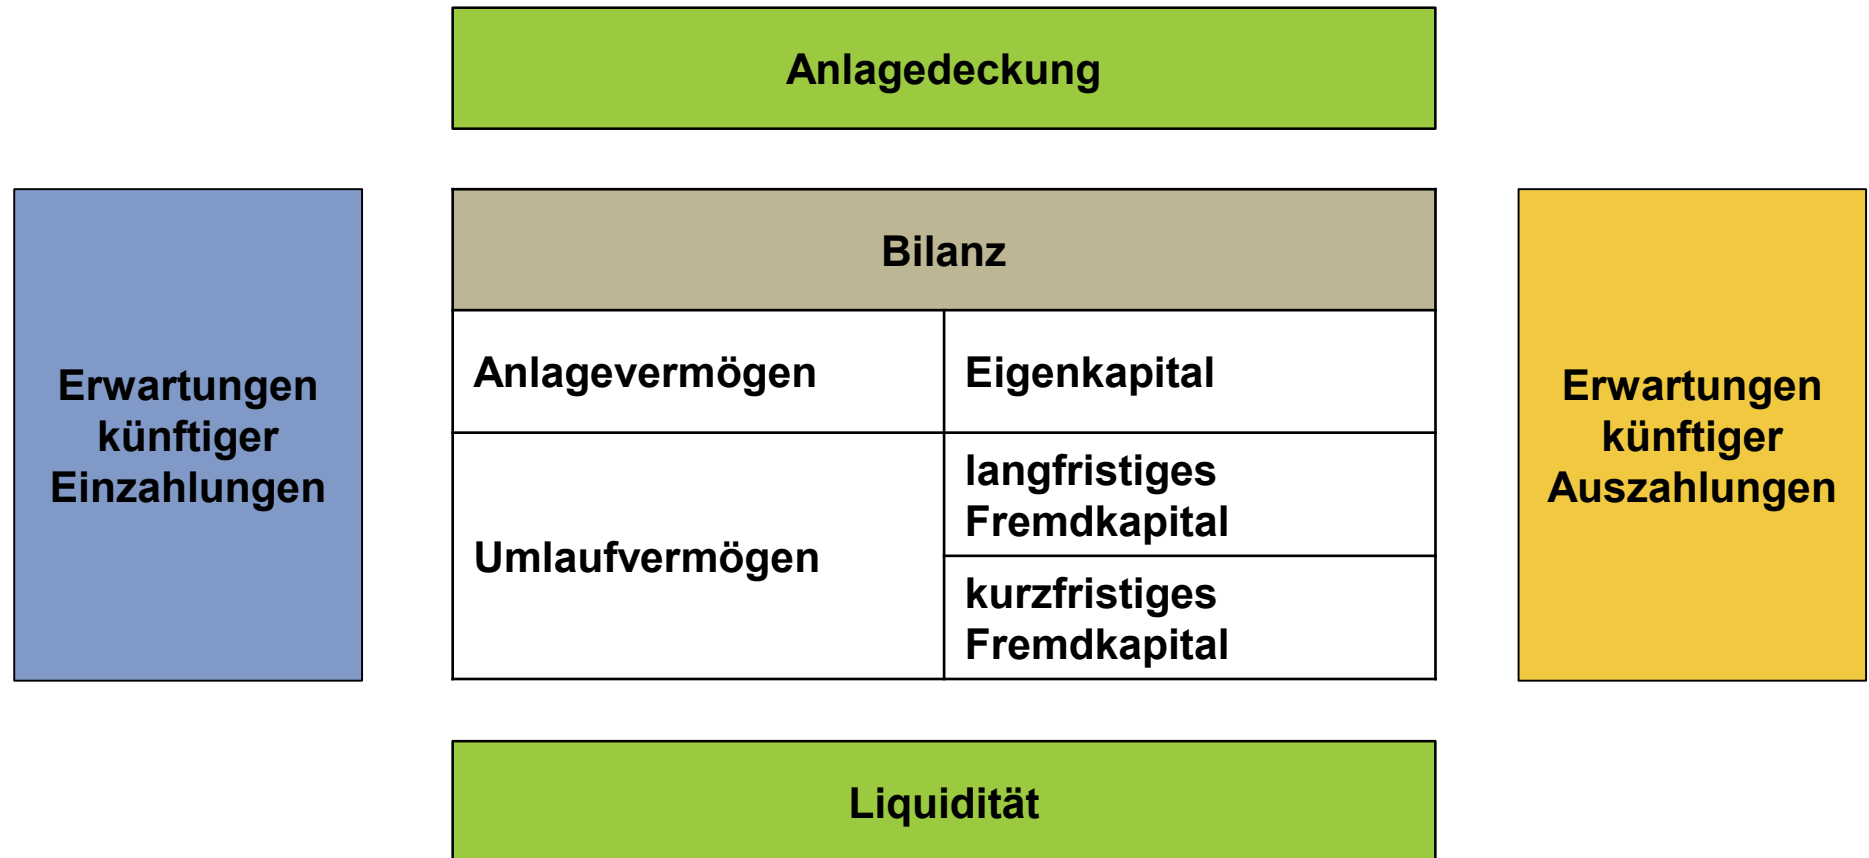 Anlagedeckung
Erwartungen
künftiger
Einzahlungen
Bilanz
Anlagevermögen
Eigenkapital
Umlaufvermögen
langfristiges
Fremdkapital
kurzfristiges
Fremdkapital
Erwartungen
künftiger
Auszahlungen
Liquidität